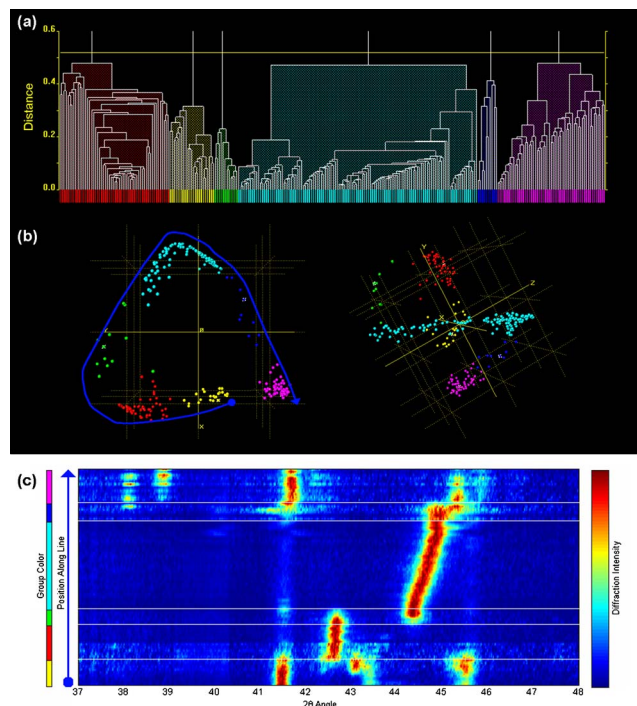 (a)
0.6
0.4
0.2
0.0
Distance
(b)
Y
Z
X
X
(c)
Group Color
Position Along Line
37 38 39 40 41 42 43 44 45 46 47 48
2θ Angle
Diffraction Intensity